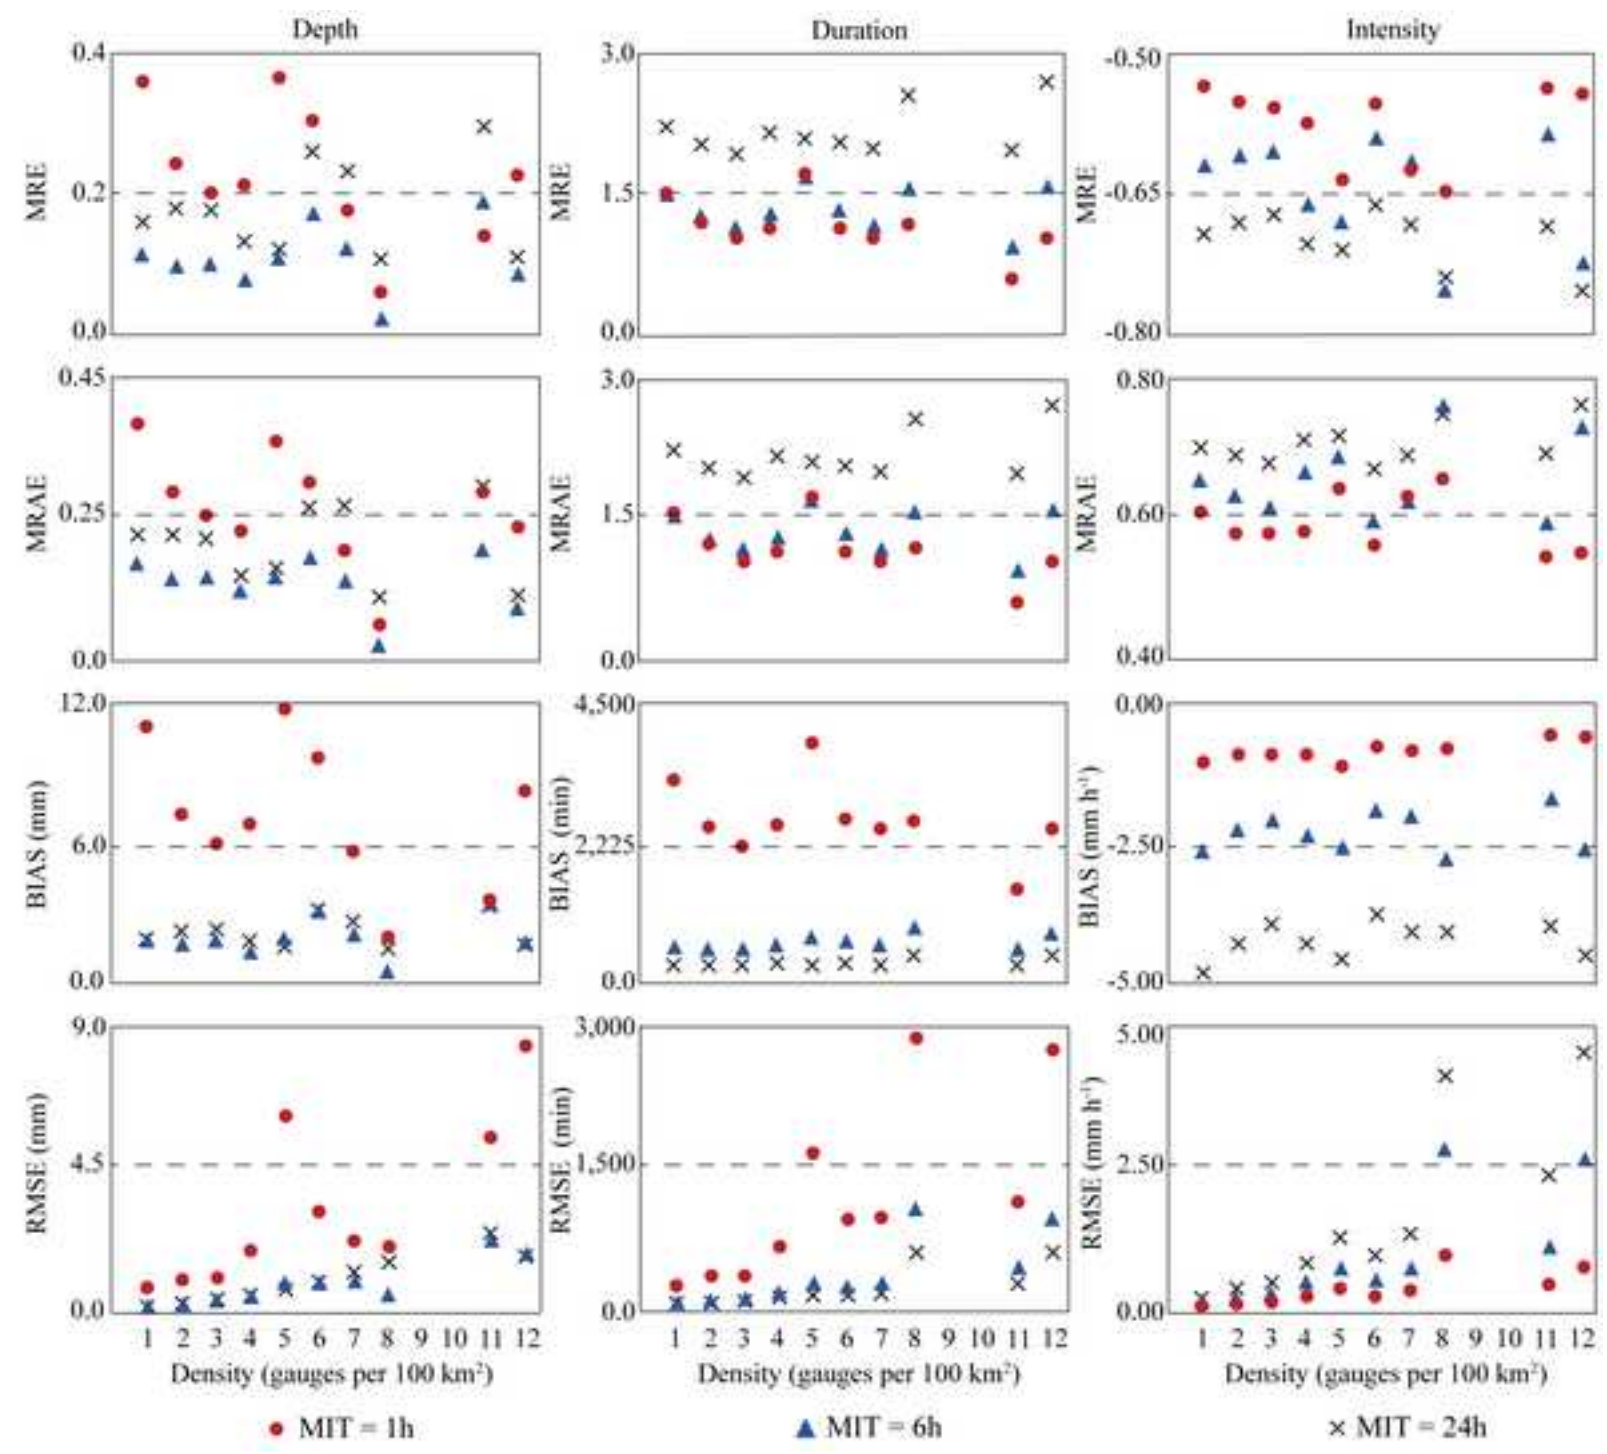 Depth Duration Intensity
0.4 3.0 -0.50
MRE MRE MRE
0.2 1.5 -0.65
0.0 0.0 -0.80
0.45 3.0 0.80
MRAE MRAE MRAE
0.25 1.5 0.60
0.0 0.0 0.40
12.0 4,500 0.00
BIAS (mm) BIAS (min) BIAS (mm h⁻¹)
6.0 2,225 -2.50
0.0 0.0 -5.00
9.0 3,000 5.00
RMSE (mm) RMSE (min) RMSE (mm h⁻¹)
4.5 1,500 2.50
0.0 0.0 0.00
1 2 3 4 5 6 7 8 9 10 11 12 1 2 3 4 5 6 7 8 9 10 11 12 1 2 3 4 5 6 7 8 9 10 11 12
Density (gauges per 100 km²) Density (gauges per 100 km²) Density (gauges per 100 km²)
MIT = 1h MIT = 6h MIT = 24h